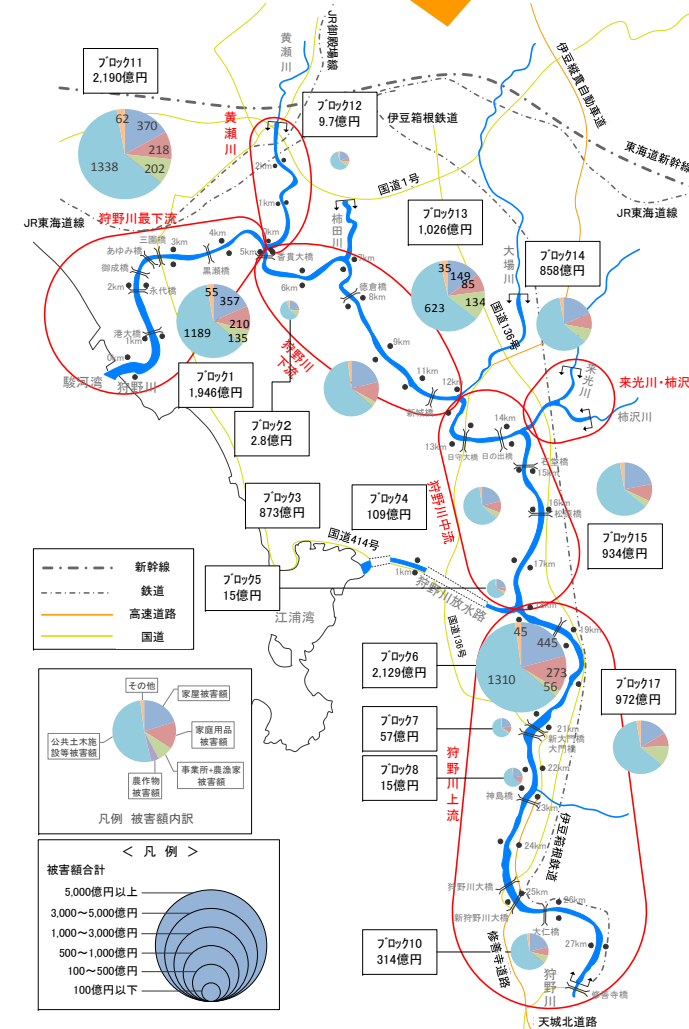 ブロック11
2,190億円
62
370
218
202
1338
黄瀬川
JR御殿場線
黄瀬川
ブロック12
9.7億円
伊豆箱根鉄道
伊豆縦貫自動車道
東海道新幹線
国道1号
JR東海道線
JR東海道線
狩野川最下流
三園橋
あゆみ橋
御成橋
永代橋
港大橋
黒瀬橋
香貫大橋
0km
1km
2km
3km
4km
5km
6km
7km
8km
9km
11km
12km
0km
1km
2km
駿河湾
狩野川
柿田川
徳倉橋
新城橋
狩野川下流
55
357
210
135
1189
ブロック1
1,946億円
ブロック2
2.8億円
ブロック13
1,026億円
35
149
85
134
623
大場川
国道136号
ブロック14
858億円
来光川
来光川・柿沢
柿沢川
13km
14km
日守大橋
日の出橋
石堂橋
15km
16km
松原橋
17km
18km
狩野川中流
ブロック15
934億円
ブロック3
873億円
ブロック4
109億円
ブロック5
15億円
国道414号
1km
狩野川放水路
国道136号
江浦湾
新幹線
鉄道
高速道路
国道
ブロック6
2,129億円
45
445
273
56
1310
19km
ブロック17
972億円
ブロック7
57億円
21km
新大門橋
大門橋
ブロック8
15億円
22km
神島橋
23km
狩野川上流
24km
伊豆箱根鉄道
狩野川大橋
25km
新狩野川大橋
26km
大仁橋
27km
ブロック10
314億円
修善寺道路
狩野川
修善寺橋
天城北道路
その他
家屋被害額
家庭用品
被害額
公共土木施
設等被害額
事業所+農漁家
被害額
農作物
被害額
凡例 被害額内訳
＜ 凡 例 ＞
被害額合計
5,000億円以上
3,000～5,000億円
1,000～3,000億円
500～1,000億円
100～500億円
100億円以下